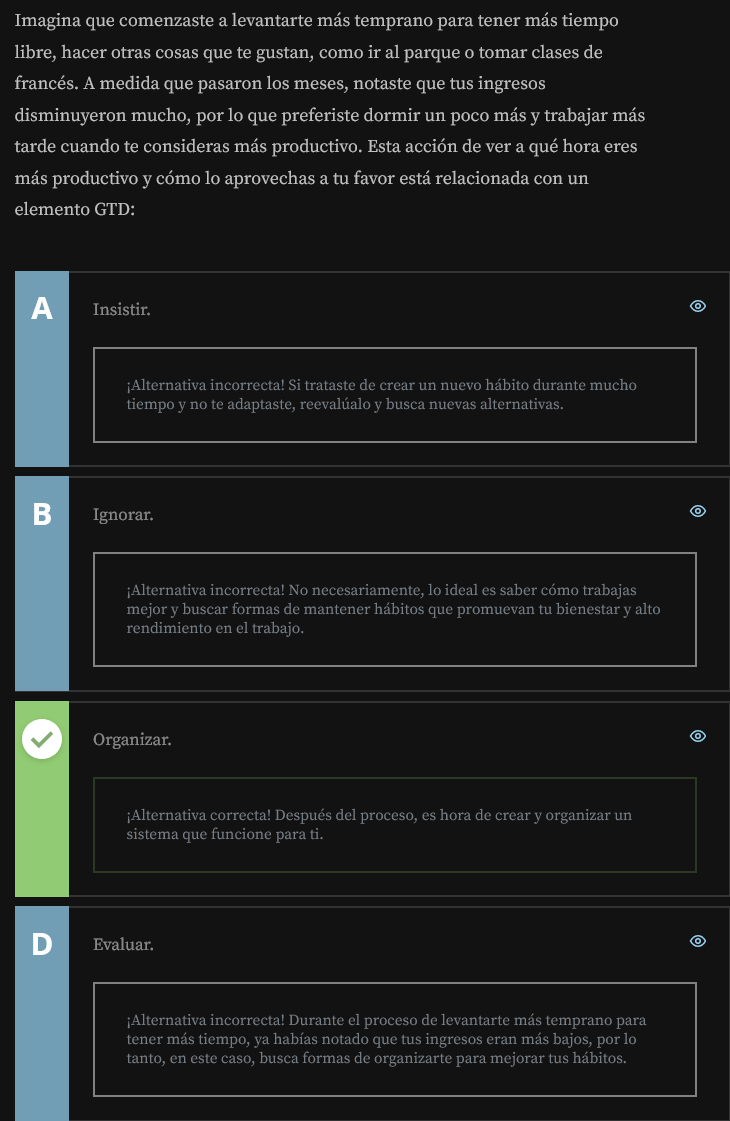 Imagina que comenzaste a levantarte más temprano para tener más tiempo
libre, hacer otras cosas que te gustan, como ir al parque o tomar clases de
francés. A medida que pasaron los meses, notaste que tus ingresos
disminuyeron mucho, por lo que preferiste dormir un poco más y trabajar más
tarde cuando te consideras más productivo. Esta acción de ver a qué hora eres
más productivo y cómo lo aprovechas a tu favor está relacionada con un
elemento GTD:
A
Insistir.
¡Alternativa incorrecta! Si trataste de crear un nuevo hábito durante mucho
tiempo y no te adaptaste, reevalúalo y busca nuevas alternativas.
B
Ignorar.
¡Alternativa incorrecta! No necesariamente, lo ideal es saber cómo trabajas
mejor y buscar formas de mantener hábitos que promuevan tu bienestar y alto
rendimiento en el trabajo.
Organizar.
¡Alternativa correcta! Después del proceso, es hora de crear y organizar un
sistema que funcione para ti.
D
Evaluar.
¡Alternativa incorrecta! Durante el proceso de levantarte más temprano para
tener más tiempo, ya habías notado que tus ingresos eran más bajos, por lo
tanto, en este caso, busca formas de organizarte para mejorar tus hábitos.